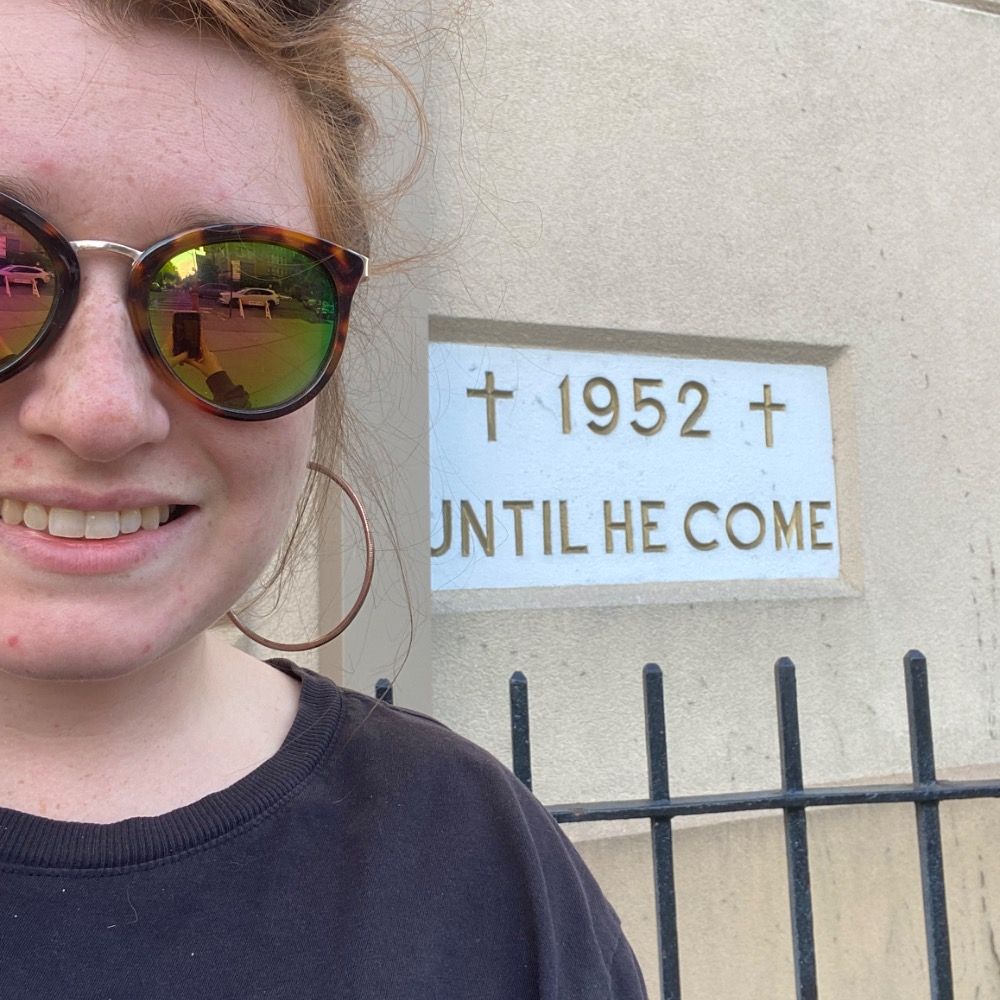 ✝ 1952 ✝
UNTIL HE COME